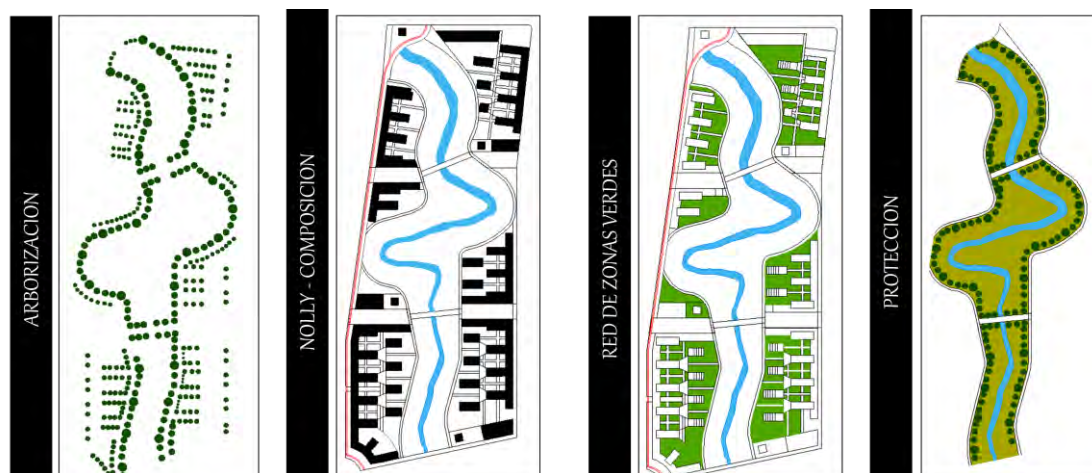 ARBORIZACION
NOLLY - COMPOSICION
RED DE ZONAS VERDES
PROTECCION